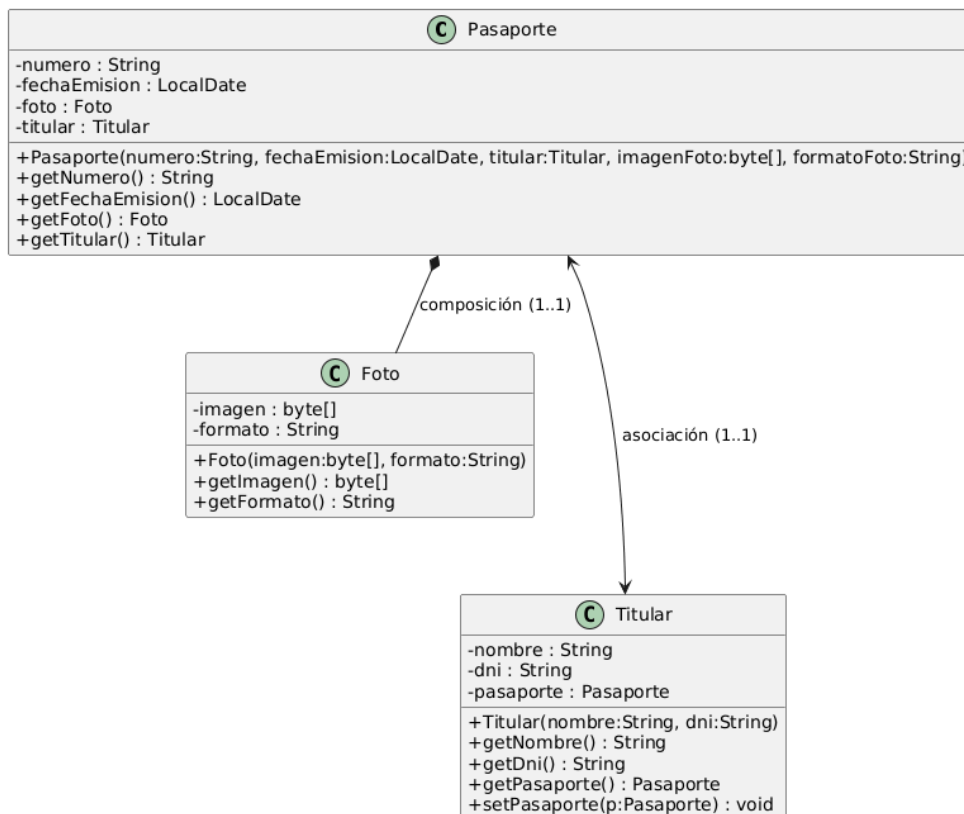 C Pasaporte
-numero : String
-fechaEmision : LocalDate
-foto : Foto
-titular : Titular
+Pasaporte(numero:String, fechaEmision:LocalDate, titular:Titular, imagenFoto:byte[], formatoFoto:String)
+getNumero() : String
+getFechaEmision() : LocalDate
+getFoto() : Foto
+getTitular() : Titular
composición (1..1)
C Foto
-imagen : byte[]
-formato : String
+Foto(imagen:byte[], formato:String)
+getImagen() : byte[]
+getFormato() : String
asociación (1..1)
C Titular
-nombre : String
-dni : String
-pasaporte : Pasaporte
+Titular(nombre:String, dni:String)
+getNombre() : String
+getDni() : String
+getPasaporte() : Pasaporte
+setPasaporte(p:Pasaporte) : void